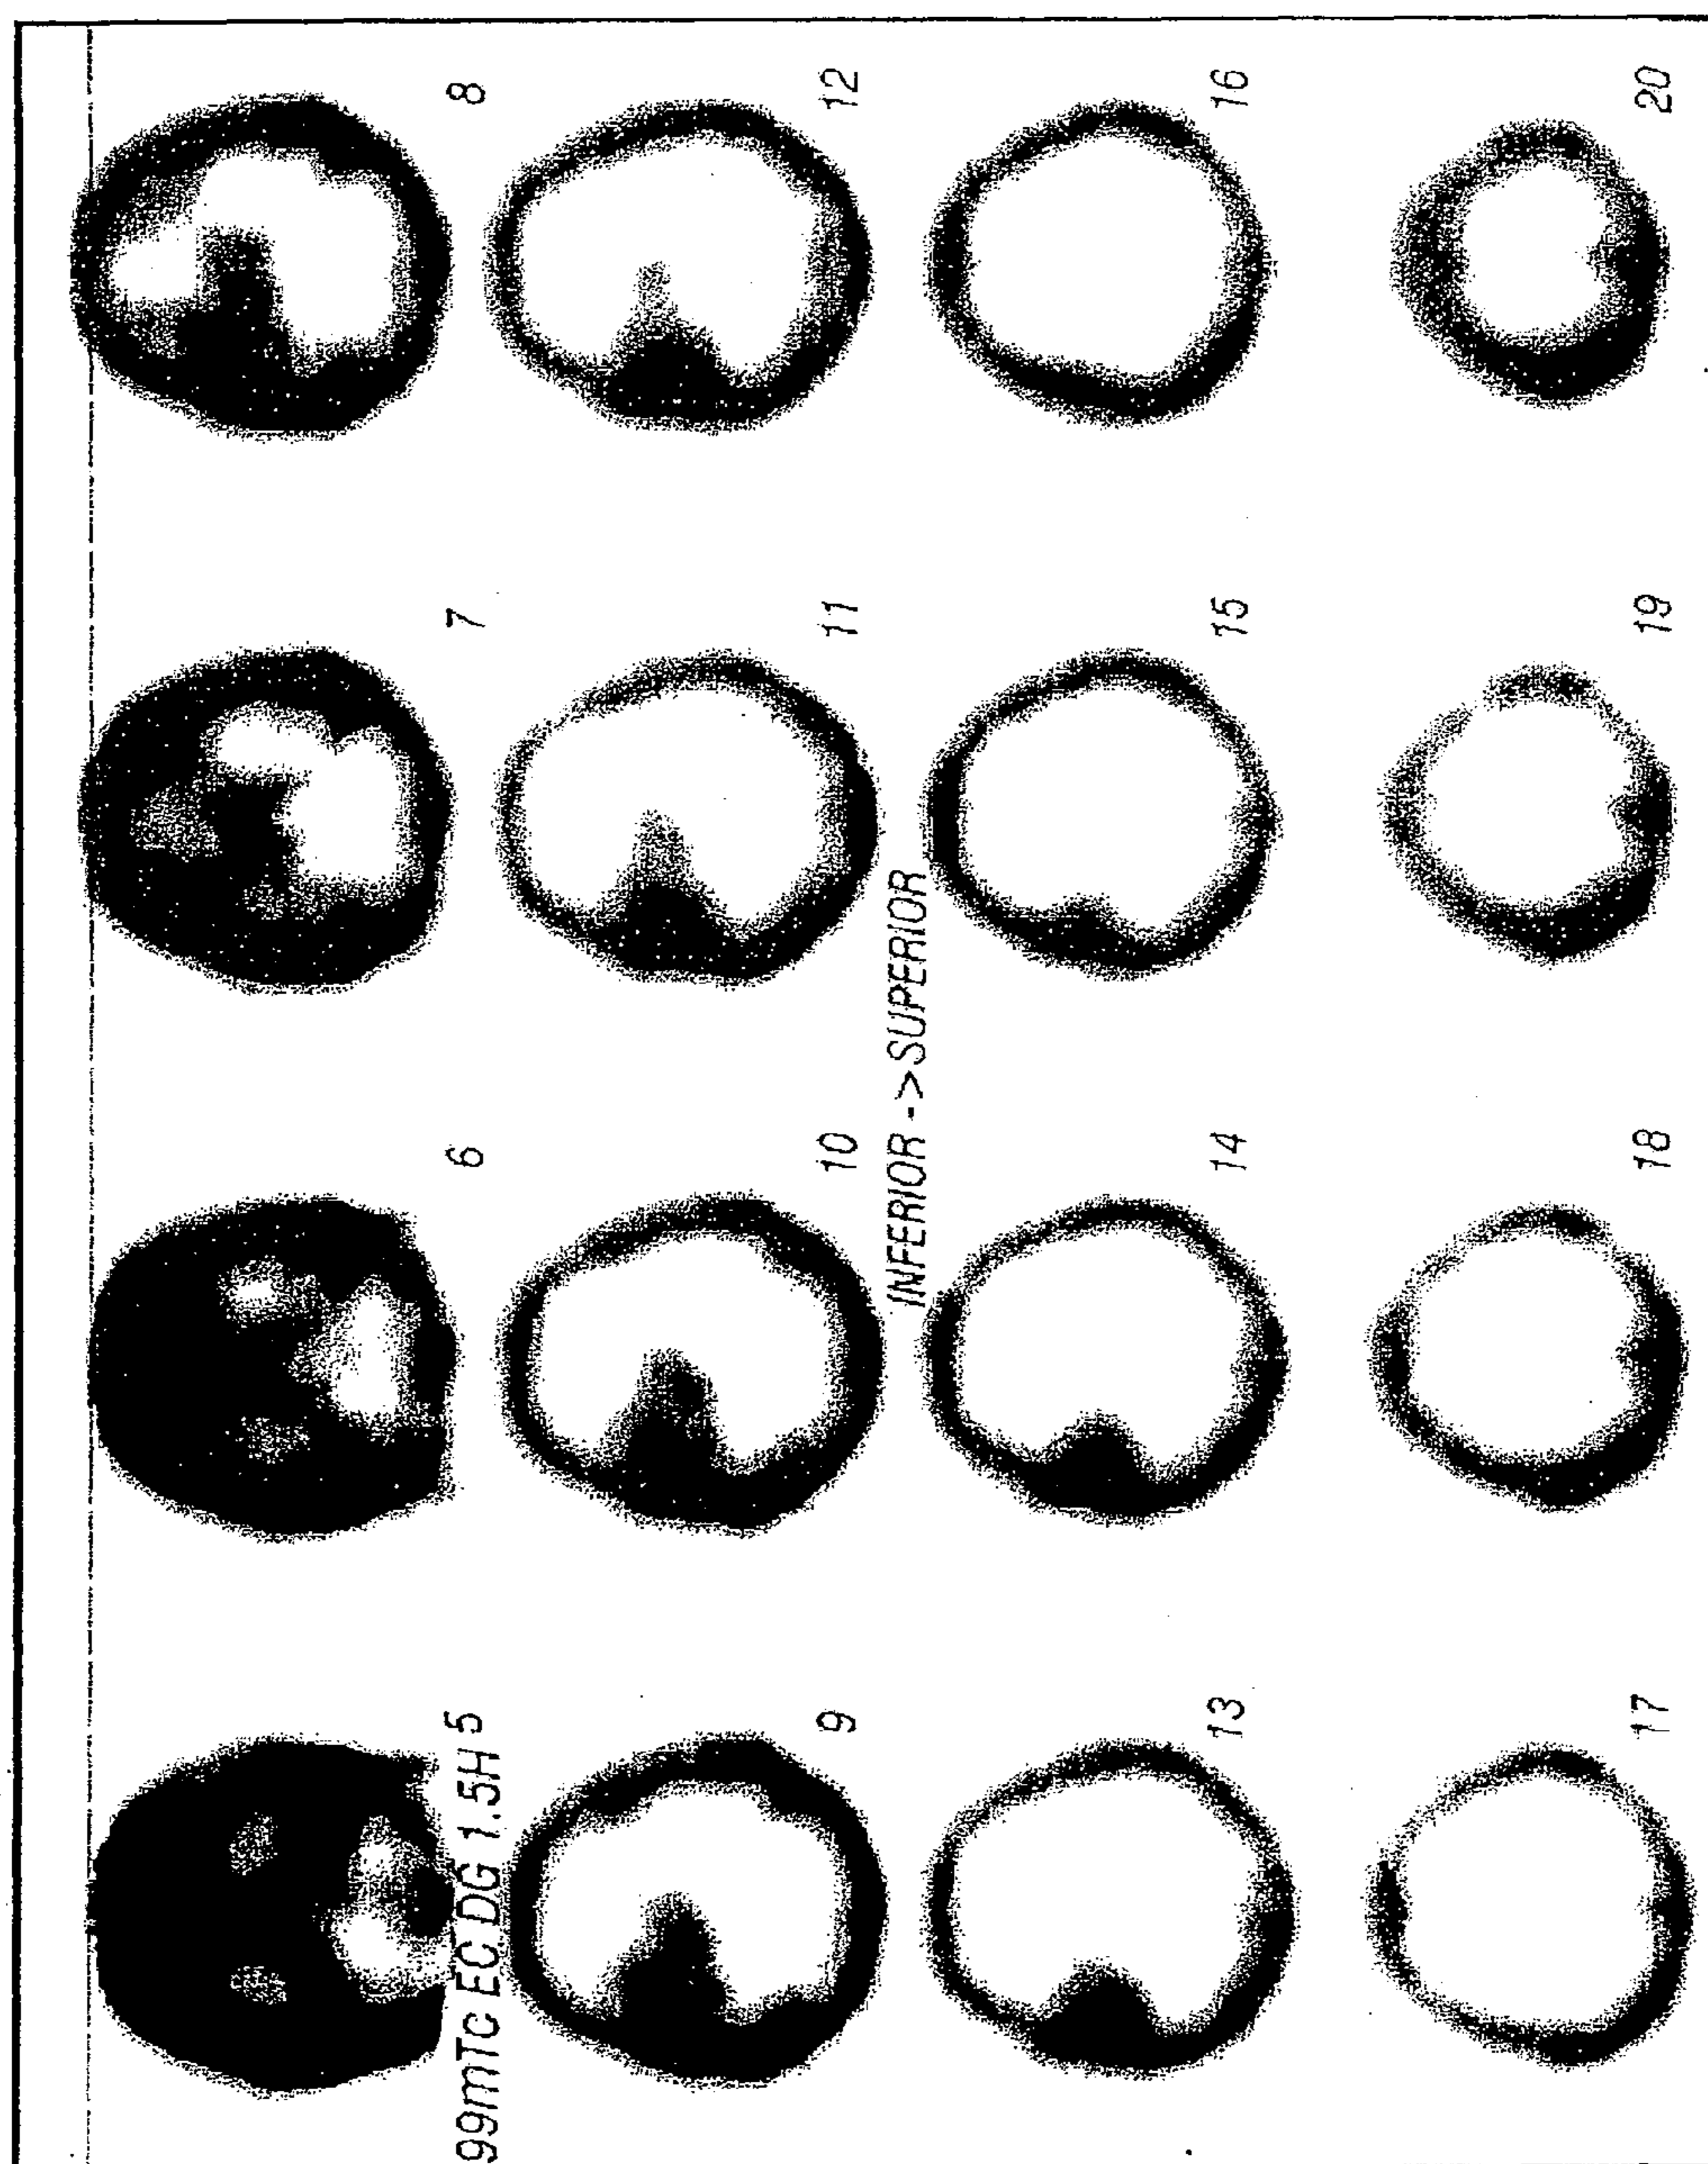 99mTc EC DG 1.5H 5 6 7 8
9 10 11 12
INFERIOR ->SUPERIOR
13 14 15 16
17 18 19 20